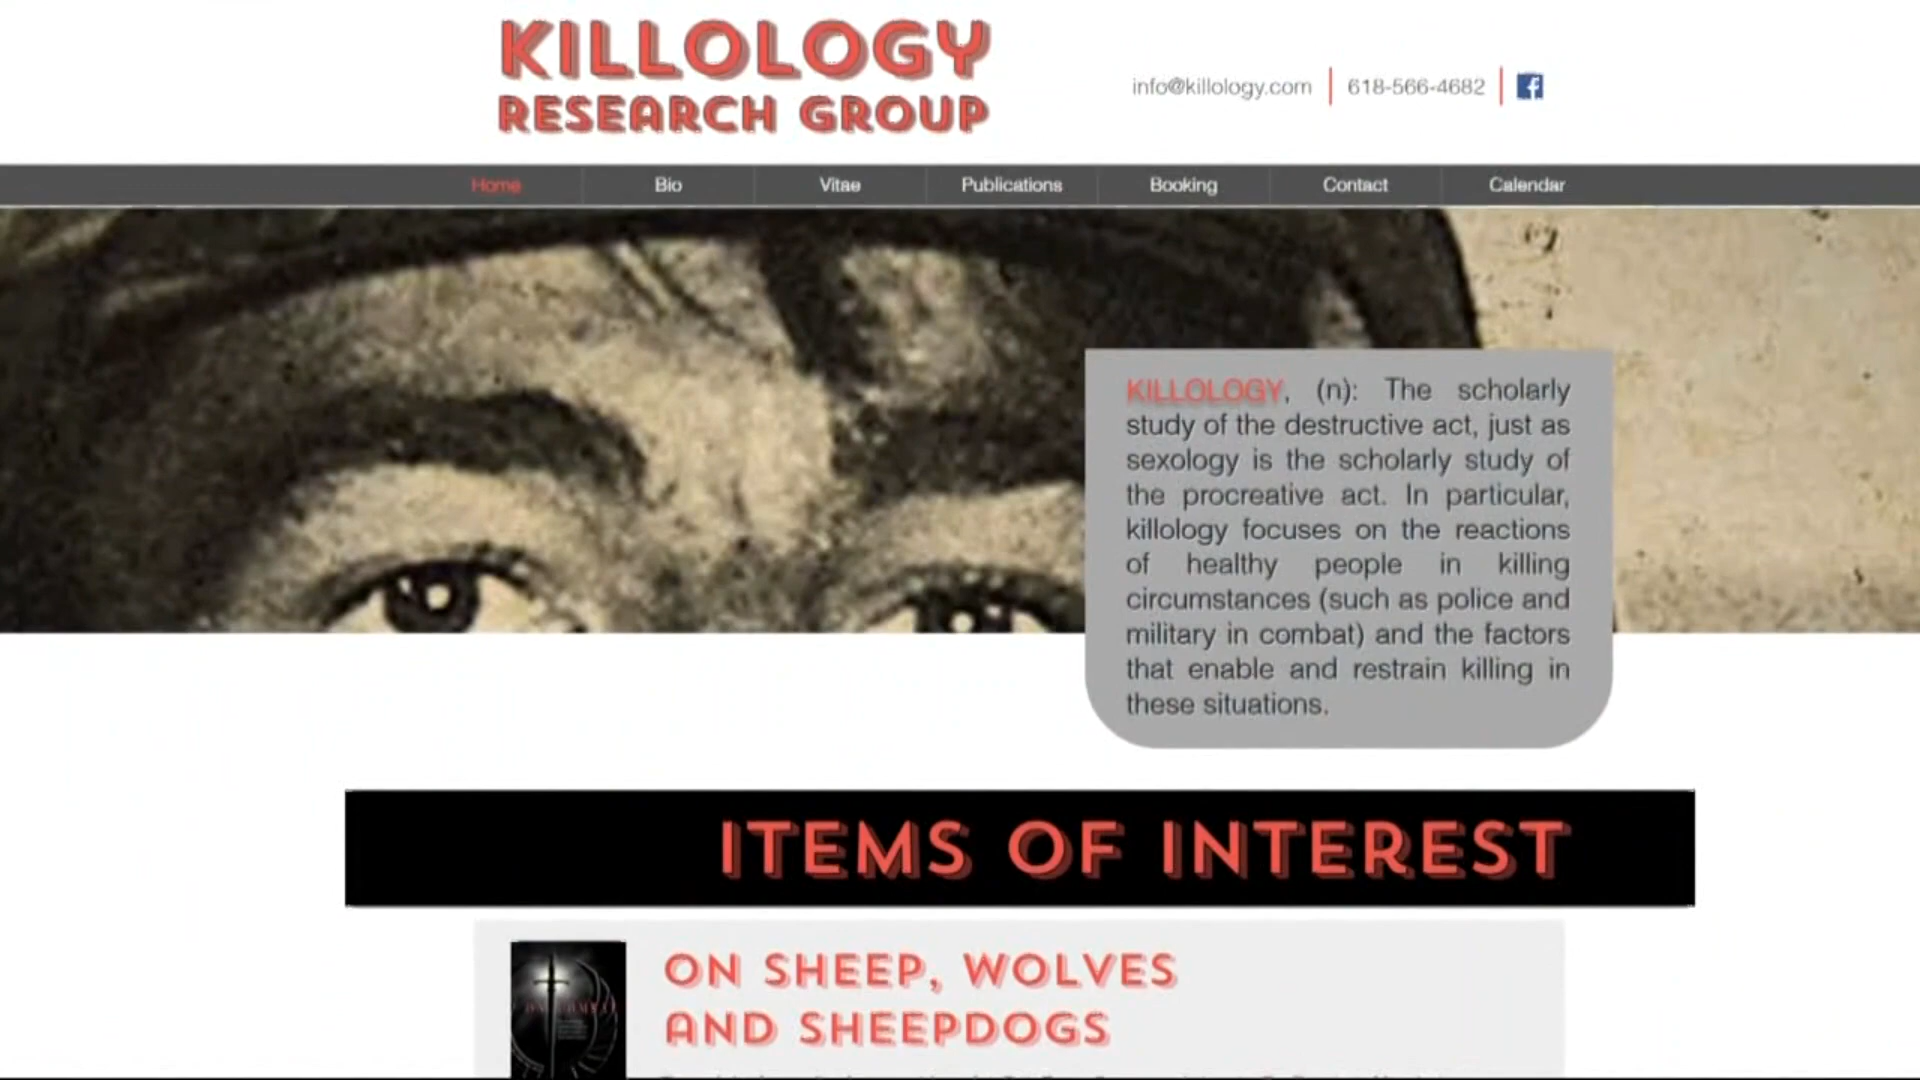 KILLOLOGY
RESEARCH GROUP
info@killology.com
618-566-4682
Home
Bio
Vitae
Publications
Booking
Contact
Calendar
KILLOLOGY, (n): The scholarly
study of the destructive act, just as
sexology is the scholarly study of
the procreative act. In particular,
killology focuses on the reactions
of healthy people in killing
circumstances (such as police and
military in combat) and the factors
that enable and restrain killing in
these situations.
ITEMS OF INTEREST
ON SHEEP, WOLVES
AND SHEEPDOGS
ON COMBAT